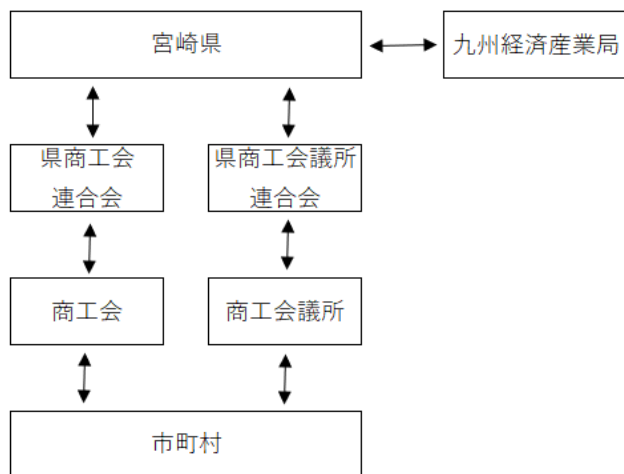 宮崎県
九州経済産業局
県商工会
連合会
県商工会議所
連合会
商工会
商工会議所
市町村